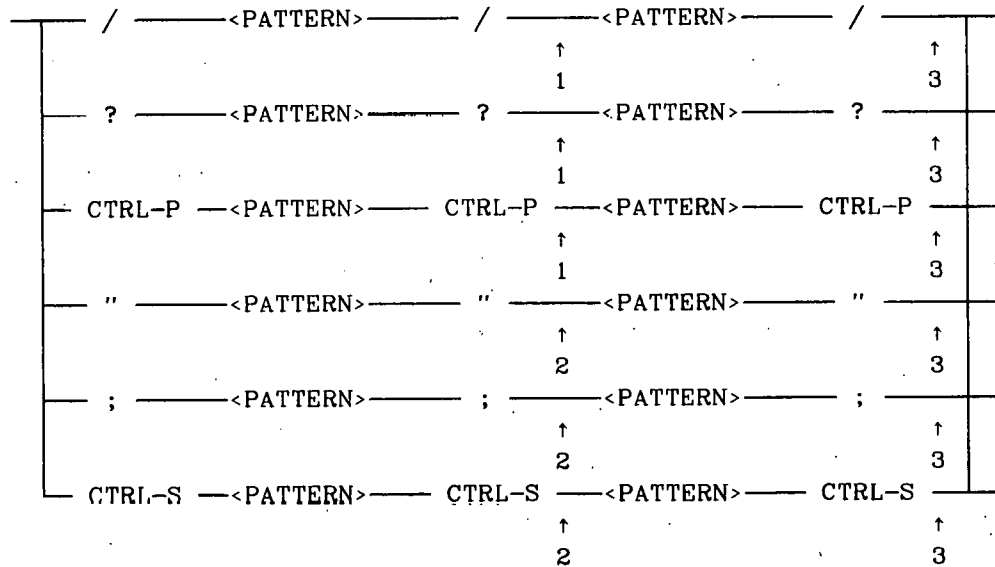 / <PATTERN> / <PATTERN> /
↑ ↑
1 3
? <PATTERN> ? <PATTERN> ?
↑ ↑
1 3
CTRL-P <PATTERN> CTRL-P <PATTERN> CTRL-P
↑ ↑
1 3
" <PATTERN> " <PATTERN> "
↑ ↑
2 3
; <PATTERN> ; <PATTERN> ;
↑ ↑
2 3
CTRL-S <PATTERN> CTRL-S <PATTERN> CTRL-S
↑ ↑
2 3